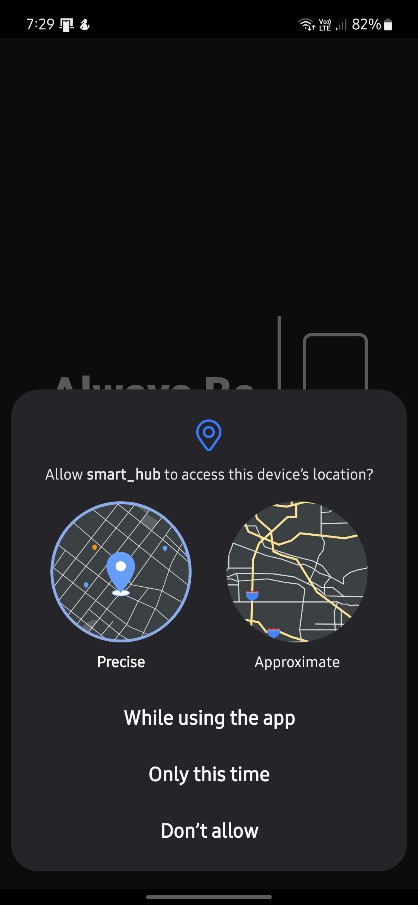 7:29
Vo) LTE 82%
Always Be
Allow smart_hub to access this device's location?
Precise Approximate
While using the app
Only this time
Don't allow